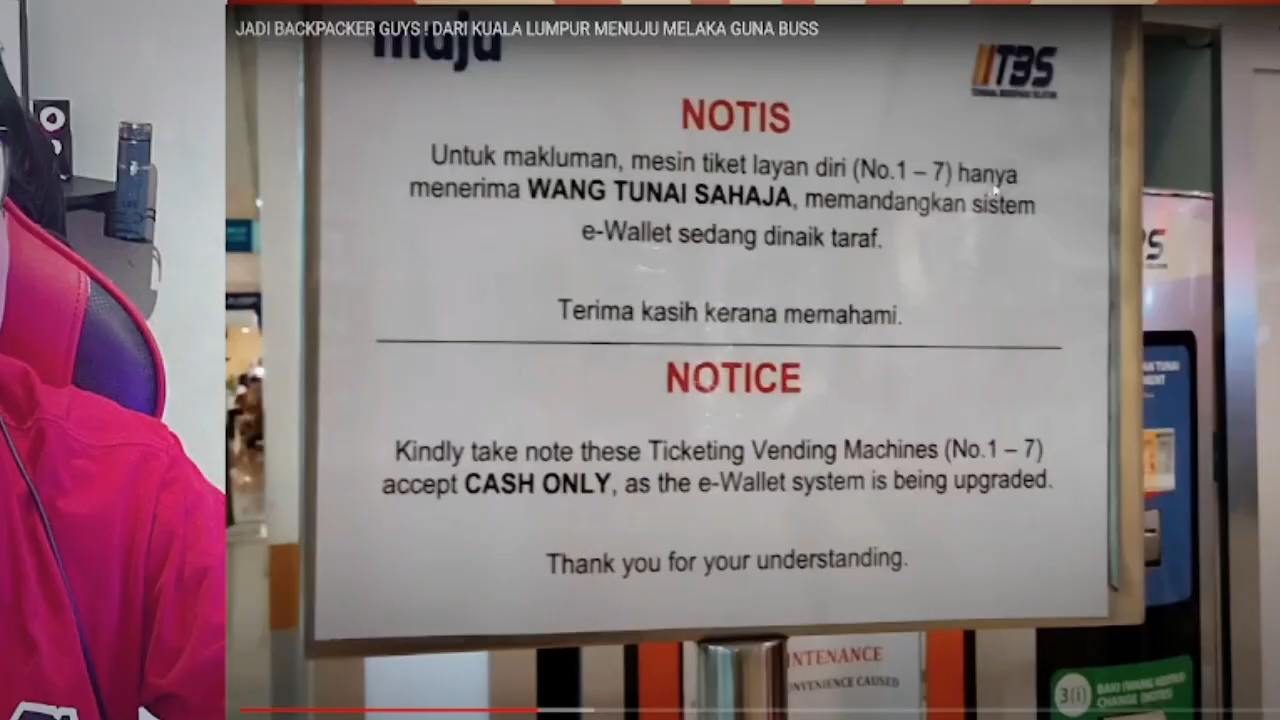 JADI BACKPACKER GUYS ! DARI KUALA LUMPUR MENUJU MELAKA GUNA BUSS
maju
TBS
NOTIS
Untuk makluman, mesin tiket layan diri (No.1 – 7) hanya
menerima WANG TUNAI SAHAJA, memandangkan sistem
e-Wallet sedang dinaik taraf.
Terima kasih kerana memahami.
NOTICE
Kindly take note these Ticketing Vending Machines (No.1 – 7)
accept CASH ONLY, as the e-Wallet system is being upgraded.
Thank you for your understanding.
3(i)
CHANGE (NOTES)
CAUSED